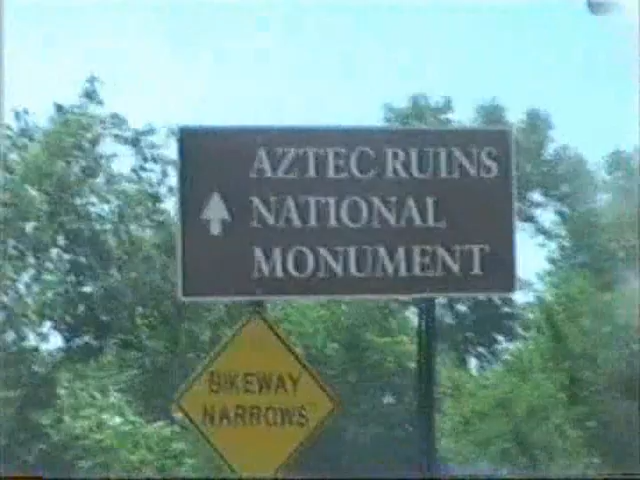 AZTEC RUINS
NATIONAL
MONUMENT
BIKEWAY
NARROWS